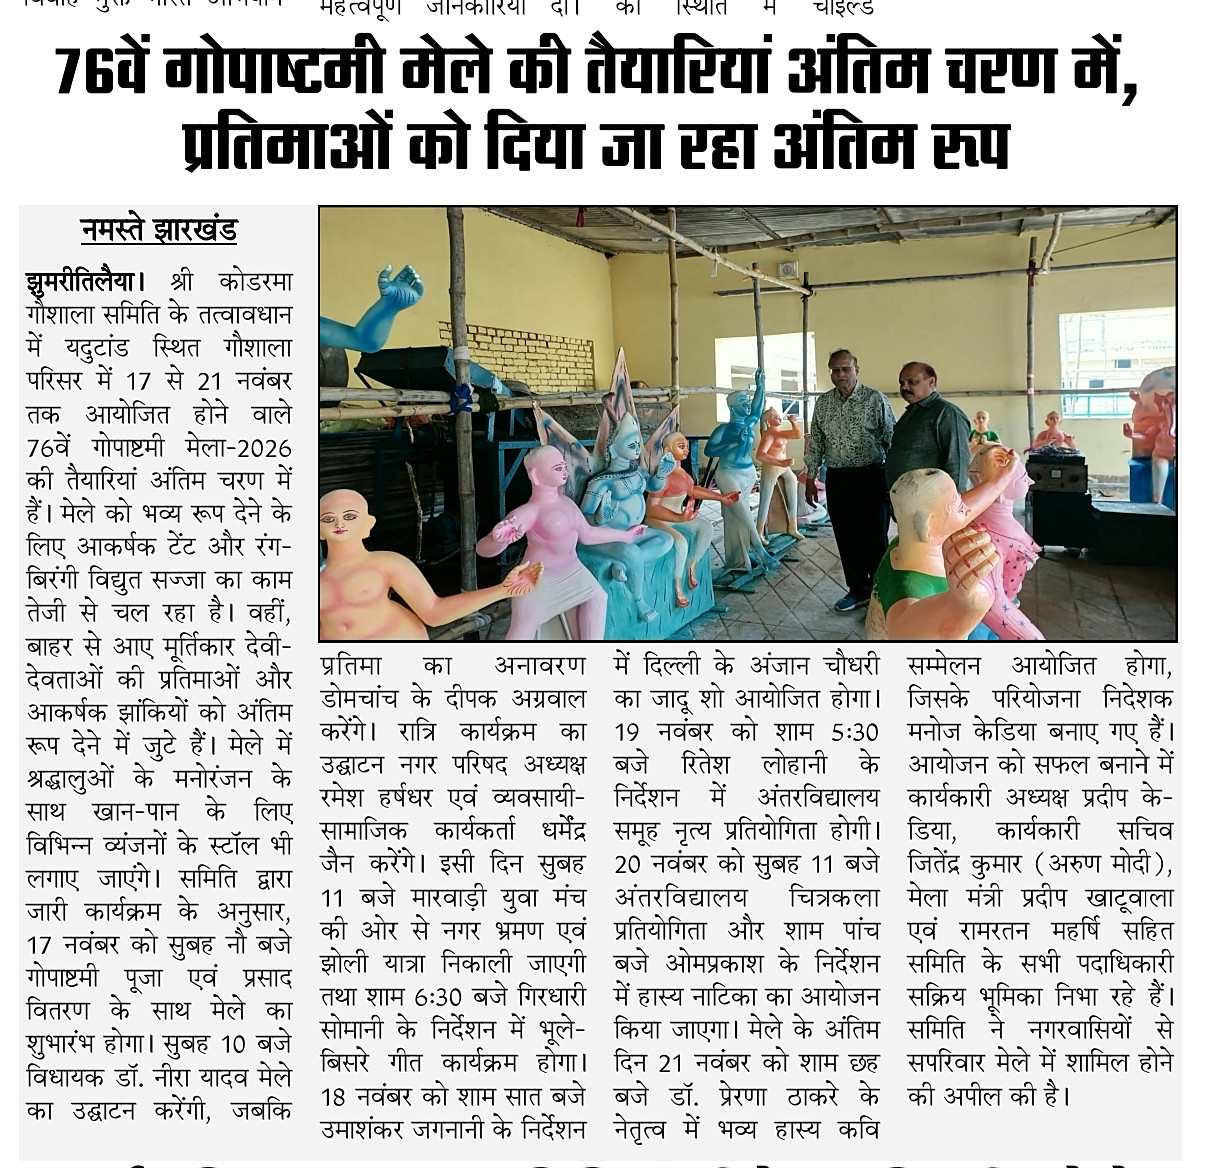 महत्वपूर्ण जानकारियां दी। की स्थिति में चाइल्ड
76वें गोपाष्टमी मेले की तैयारियां अंतिम चरण में,
प्रतिमाओं को दिया जा रहा अंतिम रूप
नमस्ते झारखंड
झुमरीतिलैया। श्री कोडरमा
गौशाला समिति के तत्वावधान
में यदुटांड स्थित गौशाला
परिसर में 17 से 21 नवंबर
तक आयोजित होने वाले
76वें गोपाष्टमी मेला-2026
की तैयारियां अंतिम चरण में
हैं। मेले को भव्य रूप देने के
लिए आकर्षक टेंट और रंग-
बिरंगी विद्युत सज्जा का काम
तेजी से चल रहा है। वहीं,
बाहर से आए मूर्तिकार देवी-
देवताओं की प्रतिमाओं और
आकर्षक झांकियों को अंतिम
रूप देने में जुटे हैं। मेले में
श्रद्धालुओं के मनोरंजन के
साथ खान-पान के लिए
विभिन्न व्यंजनों के स्टॉल भी
लगाए जाएंगे। समिति द्वारा
जारी कार्यक्रम के अनुसार,
17 नवंबर को सुबह नौ बजे
गोपाष्टमी पूजा एवं प्रसाद
वितरण के साथ मेले का
शुभारंभ होगा। सुबह 10 बजे
विधायक डॉ. नीरा यादव मेले
का उद्घाटन करेंगी, जबकि
प्रतिमा का अनावरण
डोमचांच के दीपक अग्रवाल
करेंगे। रात्रि कार्यक्रम का
उद्घाटन नगर परिषद अध्यक्ष
रमेश हर्षधर एवं व्यवसायी-
सामाजिक कार्यकर्ता धर्मेंद्र
जैन करेंगे। इसी दिन सुबह
11 बजे मारवाड़ी युवा मंच
की ओर से नगर भ्रमण एवं
झोली यात्रा निकाली जाएगी
तथा शाम 6:30 बजे गिरधारी
सोमानी के निर्देशन में भूले-
बिसरे गीत कार्यक्रम होगा।
18 नवंबर को शाम सात बजे
उमाशंकर जगनानी के निर्देशन
में दिल्ली के अंजान चौधरी
का जादू शो आयोजित होगा।
19 नवंबर को शाम 5:30
बजे रितेश लोहानी के
निर्देशन में अंतरविद्यालय
समूह नृत्य प्रतियोगिता होगी।
20 नवंबर को सुबह 11 बजे
अंतरविद्यालय चित्रकला
प्रतियोगिता और शाम पांच
बजे ओमप्रकाश के निर्देशन
में हास्य नाटिका का आयोजन
किया जाएगा। मेले के अंतिम
दिन 21 नवंबर को शाम छह
बजे डॉ. प्रेरणा ठाकरे के
नेतृत्व में भव्य हास्य कवि
सम्मेलन आयोजित होगा,
जिसके परियोजना निदेशक
मनोज केडिया बनाए गए हैं।
आयोजन को सफल बनाने में
कार्यकारी अध्यक्ष प्रदीप के-
डिया, कार्यकारी सचिव
जितेंद्र कुमार (अरुण मोदी),
मेला मंत्री प्रदीप खाटूवाला
एवं रामरतन महर्षि सहित
समिति के सभी पदाधिकारी
सक्रिय भूमिका निभा रहे हैं।
समिति ने नगरवासियों से
सपरिवार मेले में शामिल होने
की अपील की है।